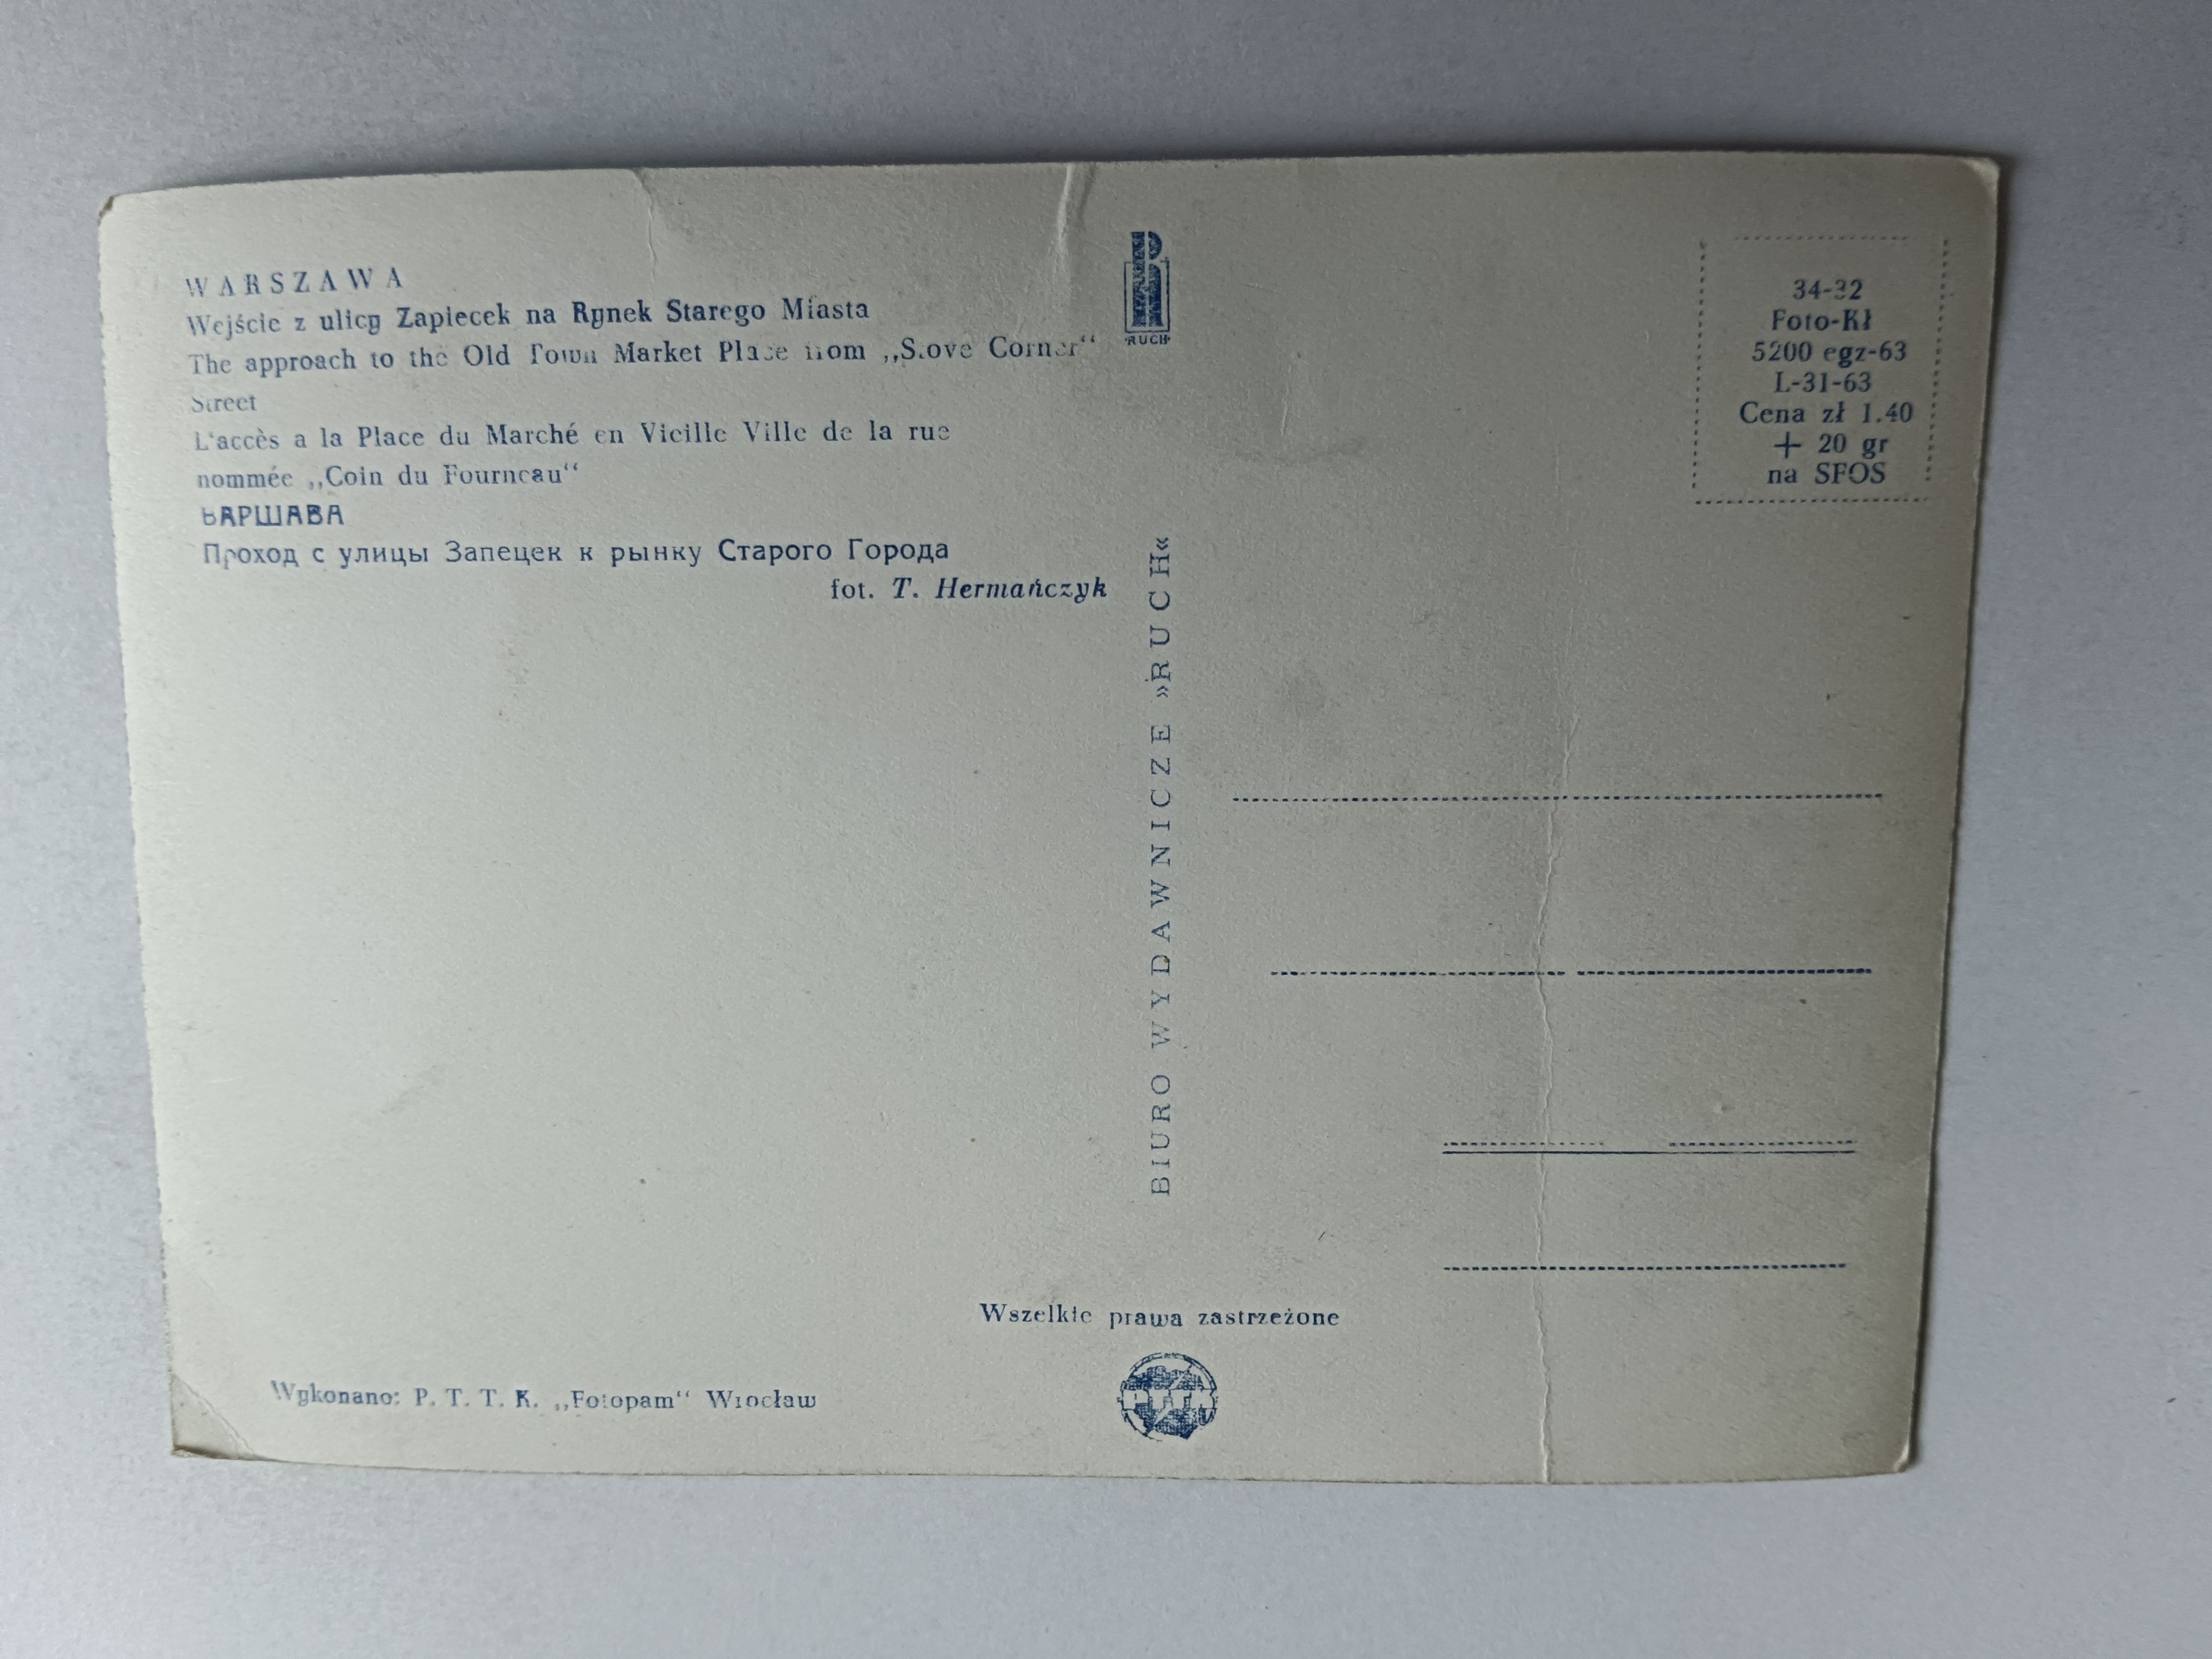 WARSZAWA
Wejście z ulicy Zapiecek na Rynek Starego Miasta
The approach to the Old Town Market Place from „Stove Corner“
Street
L'accès a la Place du Marché en Vieille Ville de la rue
nommée „Coin du Fourneau“
ВАРШАВА
Проход с улицы Запецек к рынку Старого Города
fot. T. Hermańczyk
RUCH
BIURO WYDAWNICZE »RUCH«
34-32
Foto-Kł
5200 egz-63
L-31-63
Cena zł 1.40
+ 20 gr
na SFOS
Wszelkie prawa zastrzeżone
Wykonano: P. T. T. K. „Fotopam“ Wrocław
PTTK